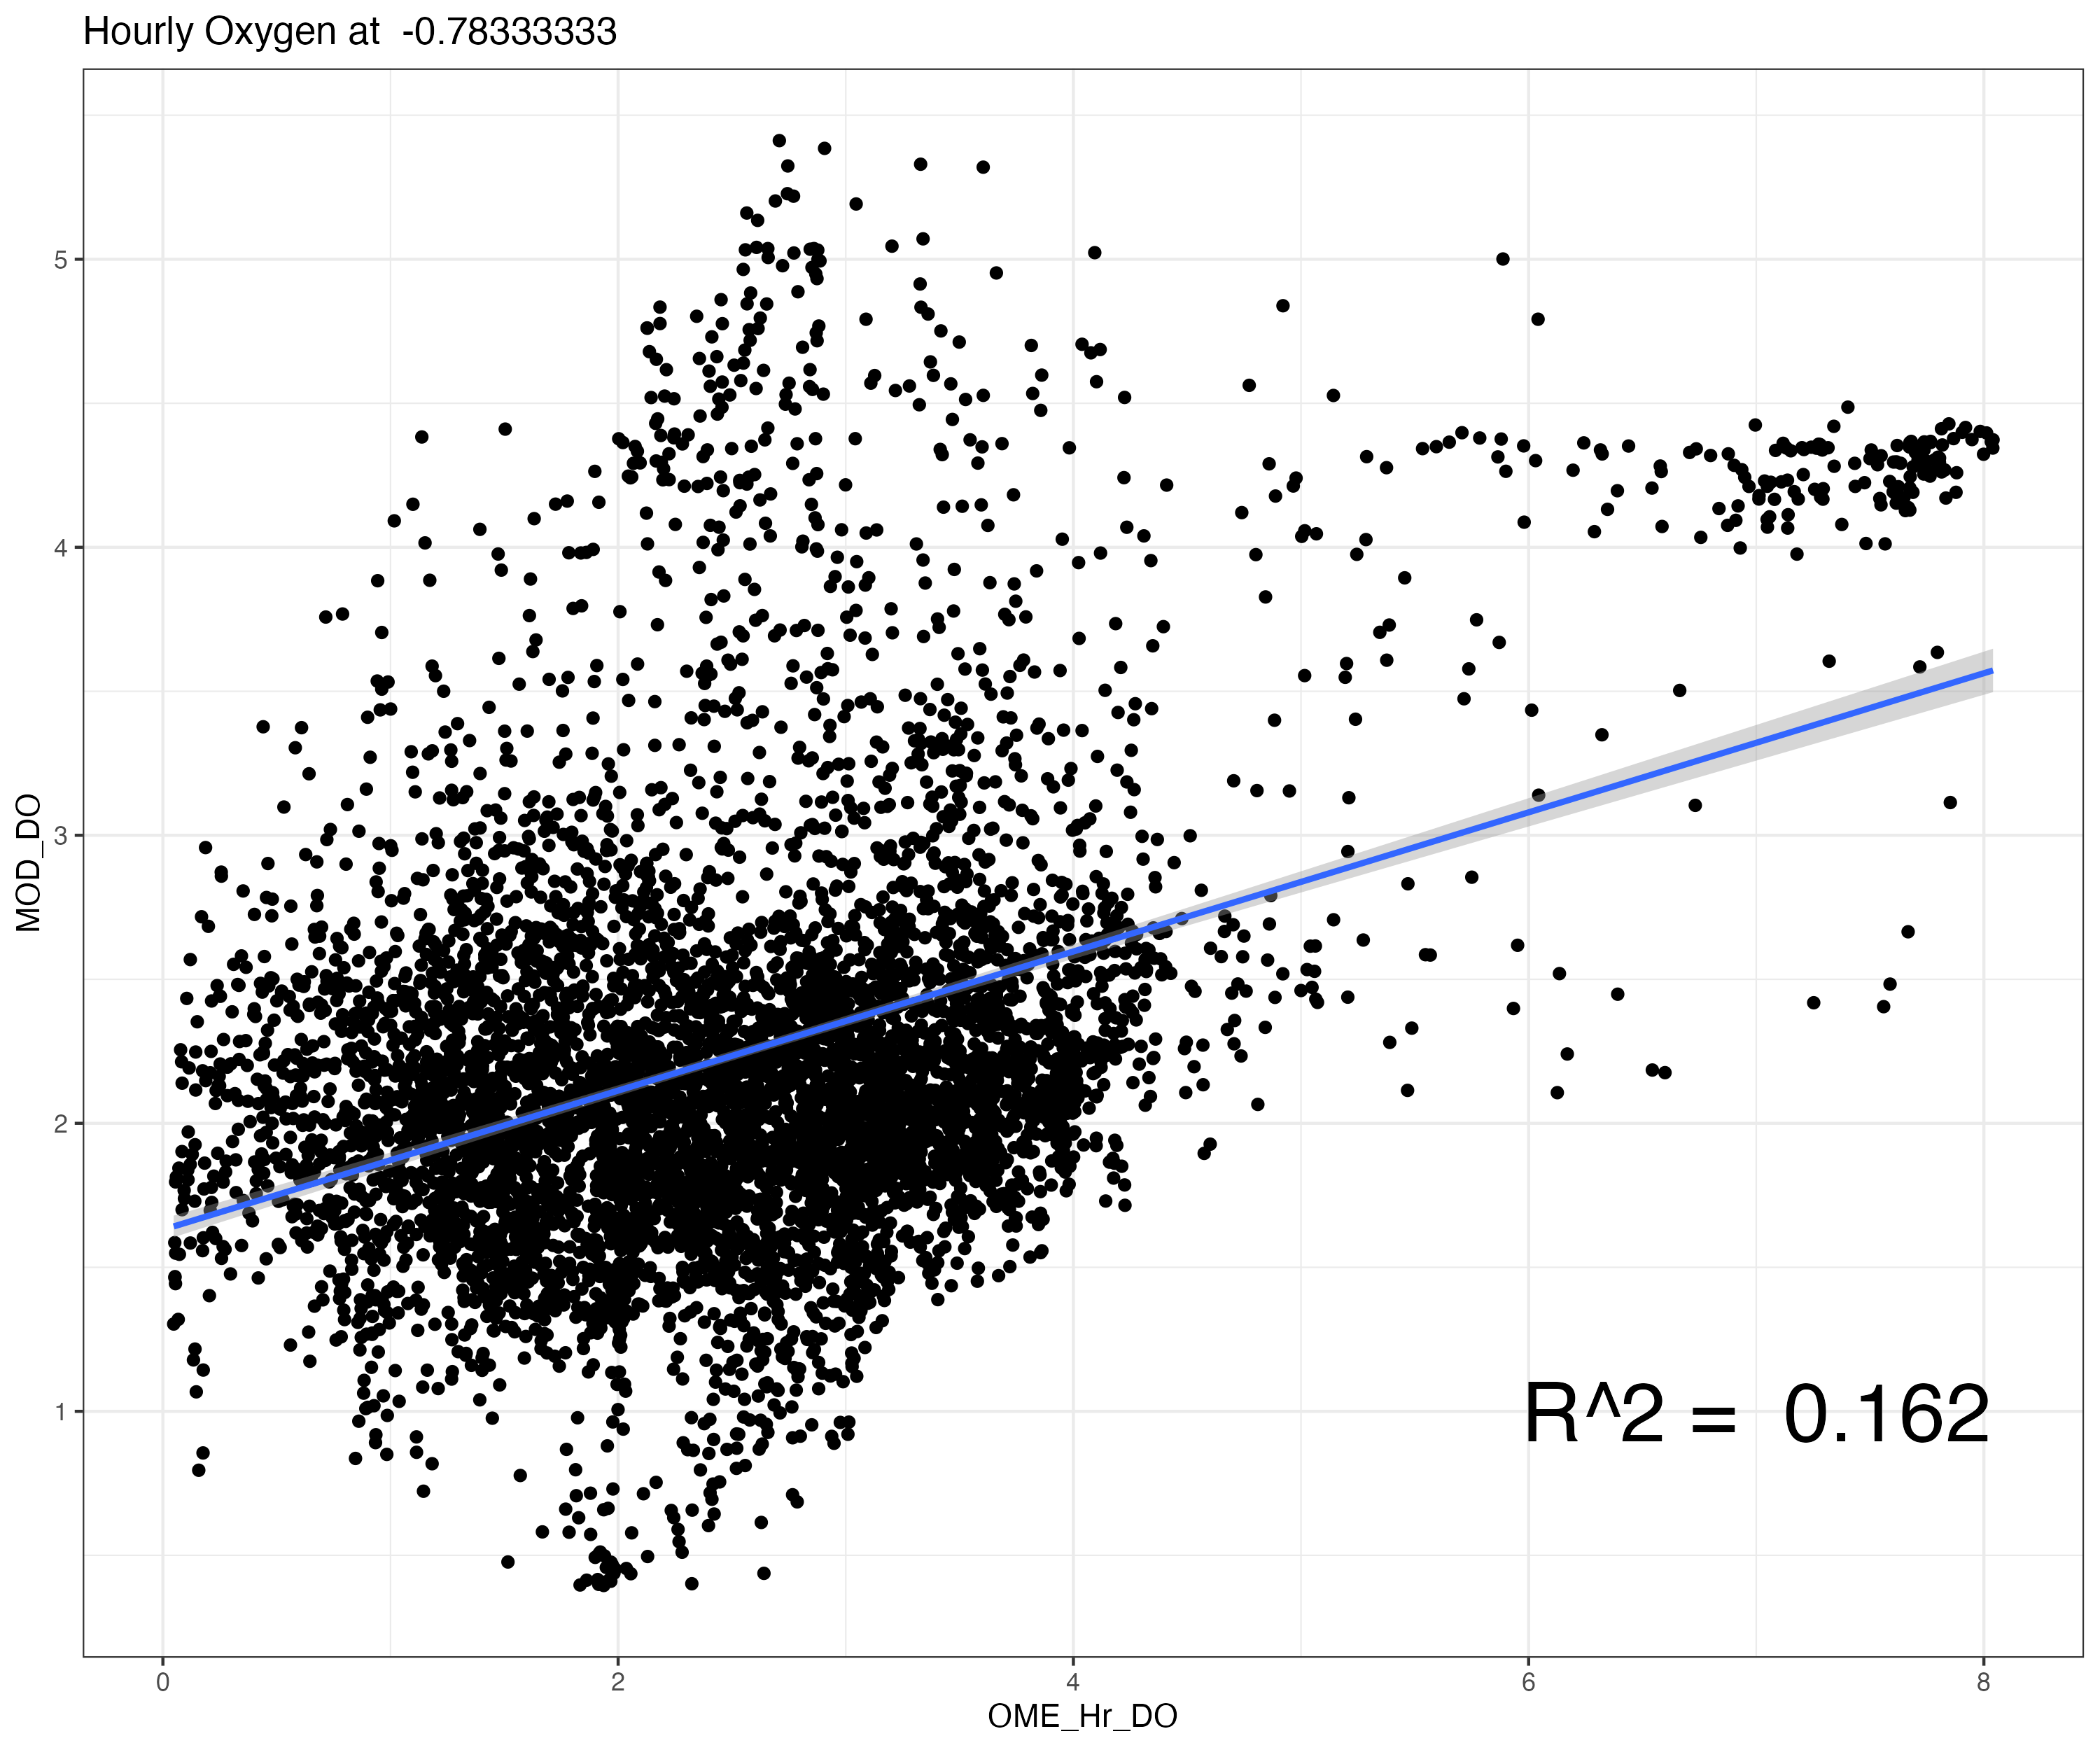 Hourly Oxygen at  -0.78333333
MOD_DO
5
4
3
2
1
R^2 =  0.162
0 2 4 6 8
OME_Hr_DO